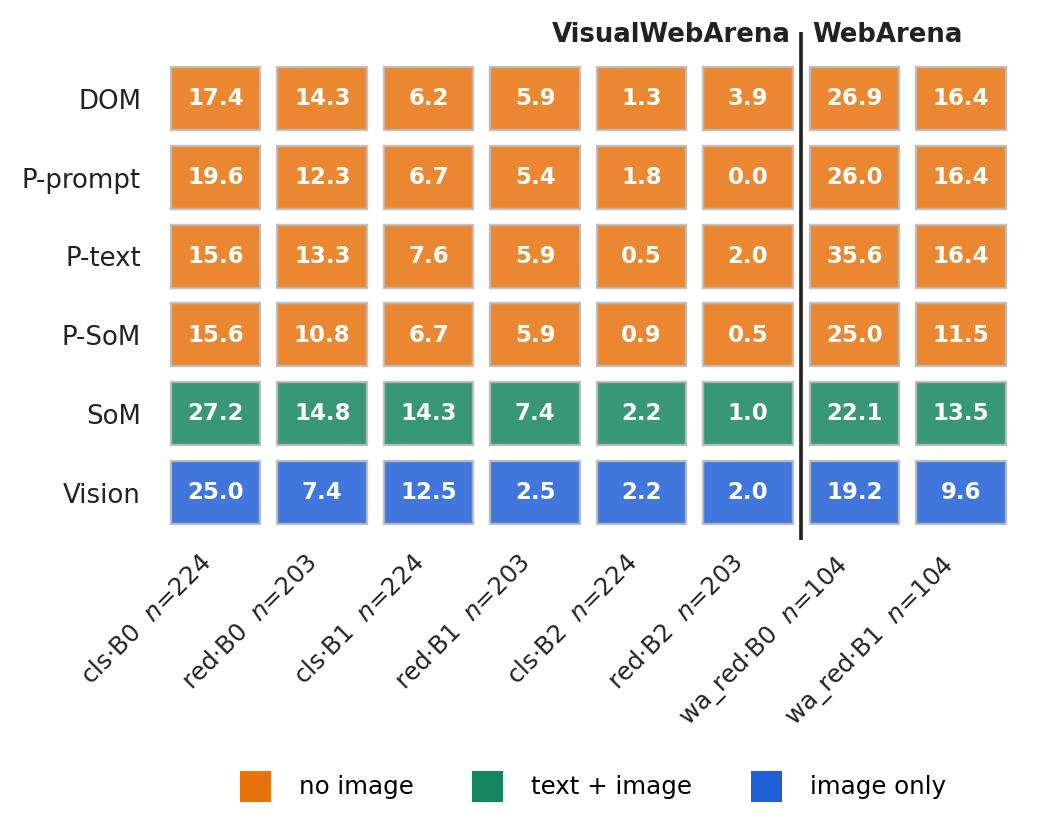 VisualWebArena WebArena
DOM 17.4 14.3 6.2 5.9 1.3 3.9 26.9 16.4
P-prompt 19.6 12.3 6.7 5.4 1.8 0.0 26.0 16.4
P-text 15.6 13.3 7.6 5.9 0.5 2.0 35.6 16.4
P-SoM 15.6 10.8 6.7 5.9 0.9 0.5 25.0 11.5
SoM 27.2 14.8 14.3 7.4 2.2 1.0 22.1 13.5
Vision 25.0 7.4 12.5 2.5 2.2 2.0 19.2 9.6
cls·B0 n=224
red·B0 n=203
cls·B1 n=224
red·B1 n=203
cls·B2 n=224
red·B2 n=203
wa_red·B0 n=104
wa_red·B1 n=104
no image text + image image only